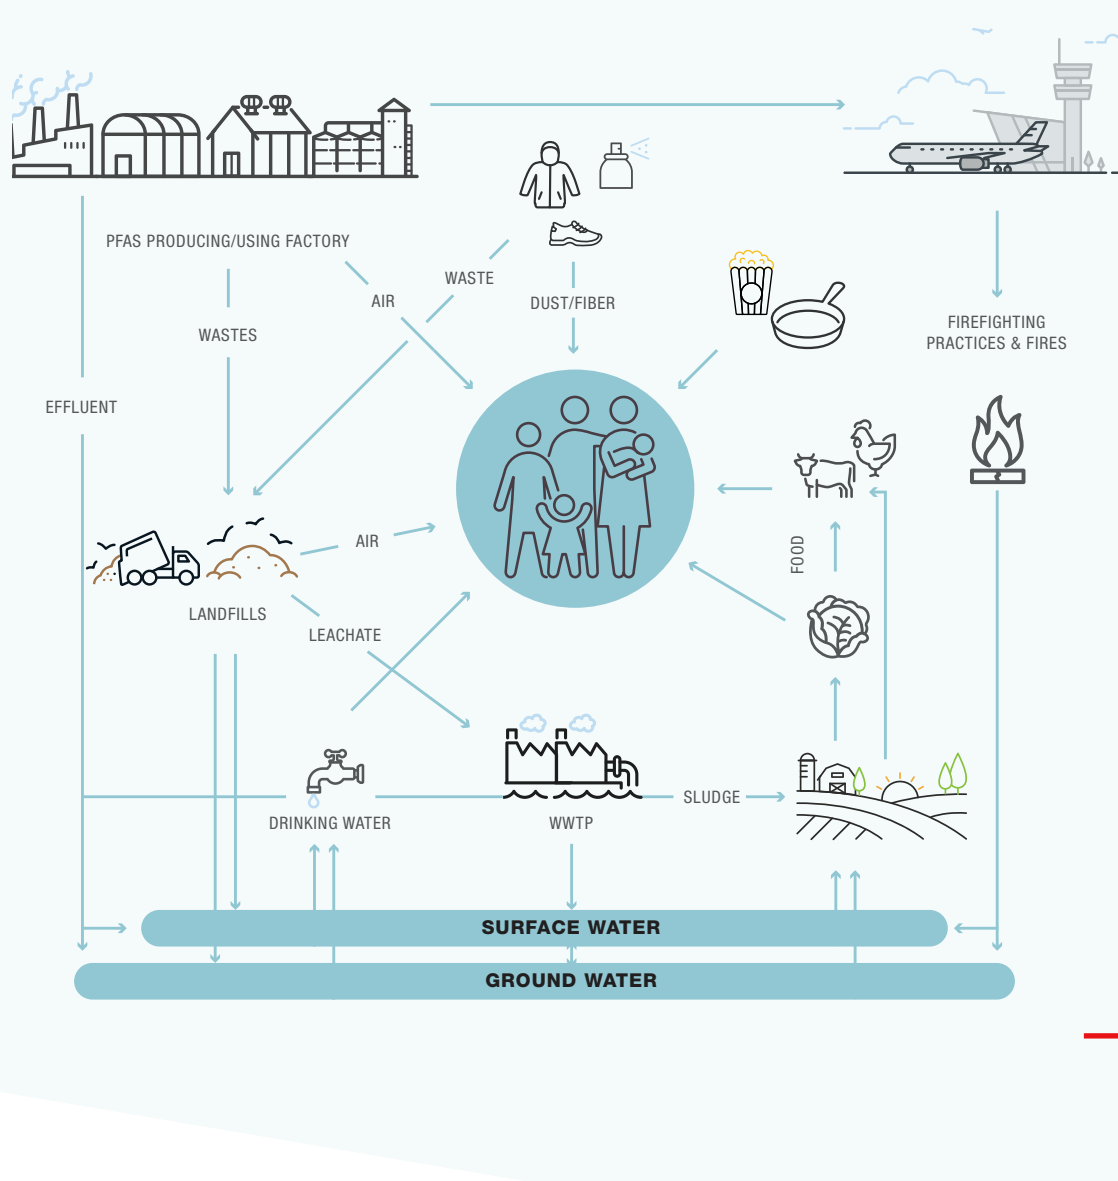 PFAS PRODUCING/USING FACTORY
WASTE
AIR
DUST/FIBER
WASTES
FIREFIGHTING
PRACTICES & FIRES
EFFLUENT
AIR
FOOD
LANDFILLS
LEACHATE
SLUDGE
DRINKING WATER
WWTP
SURFACE WATER
GROUND WATER